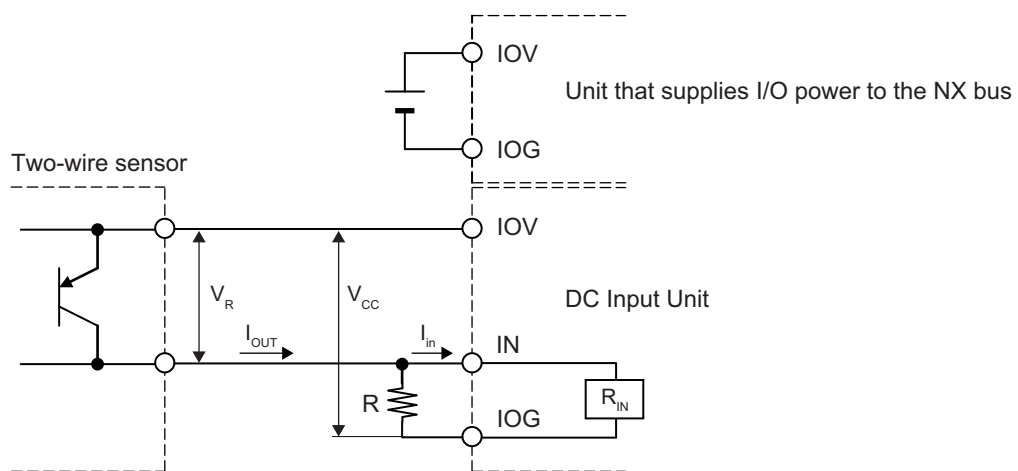 IOV
Unit that supplies I/O power to the NX bus
IOG
Two-wire sensor
IOV
V_R
V_CC
DC Input Unit
I_OUT
I_in
IN
R
R_IN
IOG